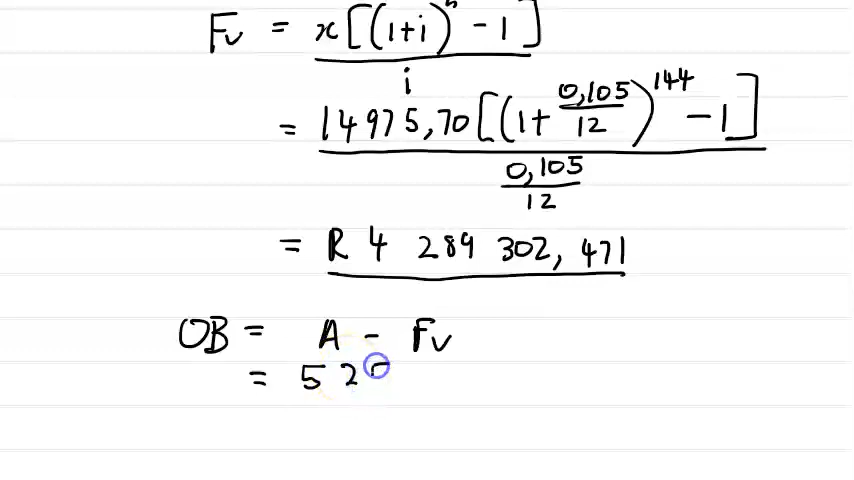 Fv = x[(1+i)^n - 1]
i
= 14975,70[(1+ 0,105/12)^144 - 1]
0,105/12
= R 4 289 302,471
OB = A - Fv
= 52